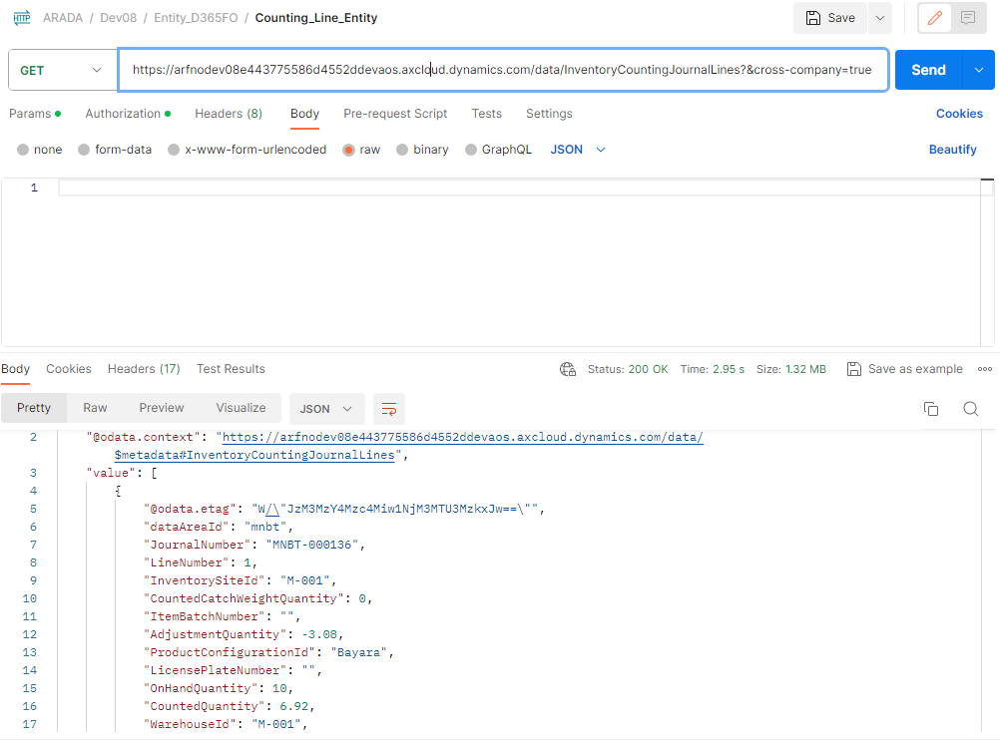 HTTP ARADA / Dev08 / Entity_D365FO / Counting_Line_Entity Save
GET https://arfnodev08e443775586d4552ddevaos.axcloud.dynamics.com/data/InventoryCountingJournalLines?&cross-company=true Send
Params Authorization Headers (8) Body Pre-request Script Tests Settings Cookies
none form-data x-www-form-urlencoded raw binary GraphQL JSON Beautify
1
Body Cookies Headers (17) Test Results Status: 200 OK Time: 2.95 s Size: 1.32 MB Save as example
Pretty Raw Preview Visualize JSON
2 "@odata.context": "https://arfnodev08e443775586d4552ddevaos.axcloud.dynamics.com/data/
$metadata#InventoryCountingJournalLines",
3 "value": [
4 {
5 "@odata.etag": "W/\"JzM3MzY4Mzc4Miw1NjM3MTU3MzkxJw==\"",
6 "dataAreaId": "mnbt",
7 "JournalNumber": "MNBT-000136",
8 "LineNumber": 1,
9 "InventorySiteId": "M-001",
10 "CountedCatchWeightQuantity": 0,
11 "ItemBatchNumber": "",
12 "AdjustmentQuantity": -3.08,
13 "ProductConfigurationId": "Bayara",
14 "LicensePlateNumber": "",
15 "OnHandQuantity": 10,
16 "CountedQuantity": 6.92,
17 "WarehouseId": "M-001",